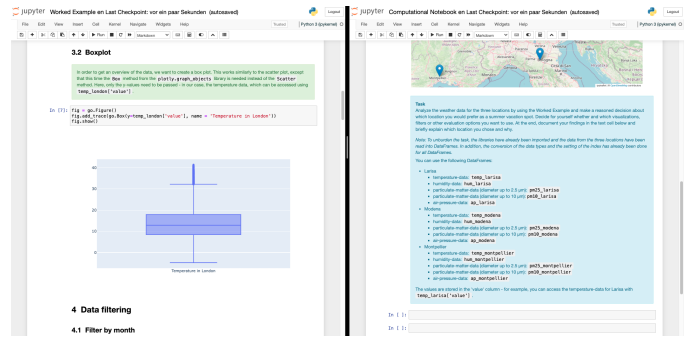 jupyter Worked Example en Last Checkpoint: vor ein paar Sekunden (autosaved)
Logout
File Edit View Insert Cell Kernel Navigate Widgets Help
Trusted Python 3 (ipykernel)
Run Markdown
3.2 Boxplot
In order to get an overview of the data, we want to create a box plot. This works similarly to the scatter plot, except
that this time the Box method from the plotly.graph_objects library is needed instead of the Scatter
method. Here, only the y-values need to be passed - in our case, the temperature data, which can be accessed using
temp_london["value"] .
In [7]: fig = go.Figure()
fig.add_trace(go.Box(y=temp_london['value'], name = "Temperature in London"))
fig.show()
40
30
20
10
0
Temperature in London
4 Data filtering
4.1 Filter by month
jupyter Computational Notebook en Last Checkpoint: vor ein paar Sekunden (autosaved)
Logout
File Edit View Insert Cell Kernel Navigate Widgets Help
Trusted Python 3 (ipykernel)
Run Markdown
Task
Analyze the weather data for the three locations by using the Worked Example and make a reasoned decision about
which location you would prefer as a summer vacation spot. Decide for yourself whether and which visualizations,
filters or other evaluation options you want to use. At the end, document your findings in the text cell below and
briefly explain which location you chose and why.
Note: To unburden the task, the libraries have already been imported and the data from the three locations have been
read into DataFrames. In addition, the conversion of the data types and the setting of the index has already been done
for all DataFrames.
You can use the following DataFrames:
• Larisa
• temperature-data: temp_larisa
• humidity-data: hum_larisa
• particulate-matter-data (diameter up to 2.5 µm): pm25_larisa
• particulate-matter-data (diameter up to 10 µm): pm10_larisa
• air-pressure-data: ap_larisa
• Modena
• temperature-data: temp_modena
• humidity-data: hum_modena
• particulate-matter-data (diameter up to 2.5 µm): pm25_modena
• particulate-matter-data (diameter up to 10 µm): pm10_modena
• air-pressure-data: ap_modena
• Montpellier
• temperature-data: temp_montpellier
• humidity-data: hum_montpellier
• particulate-matter-data (diameter up to 2.5 µm): pm25_montpellier
• particulate-matter-data (diameter up to 10 µm): pm10_montpellier
• air-pressure-data: ap_montpellier
The values are stored in the 'value' column - for example, you can access the temperature-data for Larisa with
temp_larisa['value'] .
In [ ]:
In [ ]: